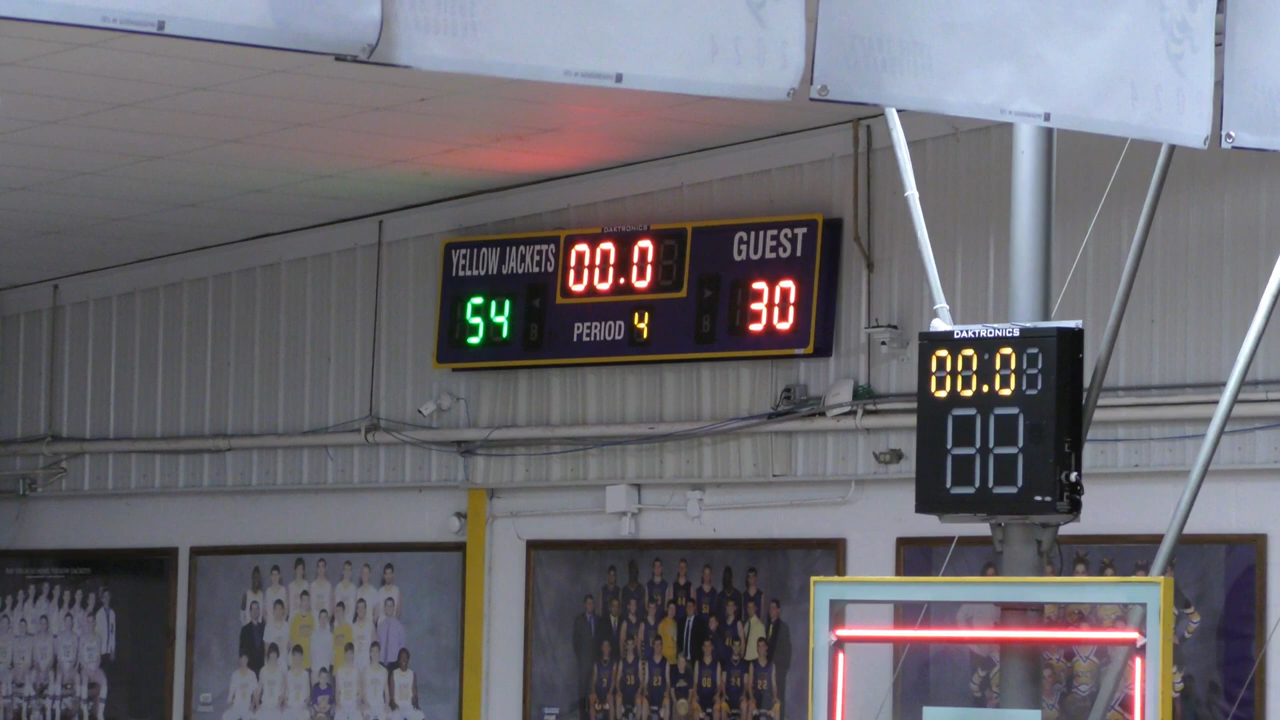 DAKTRONICS
YELLOW JACKETS
00.0
GUEST
54
PERIOD 4
30
DAKTRONICS
00.0